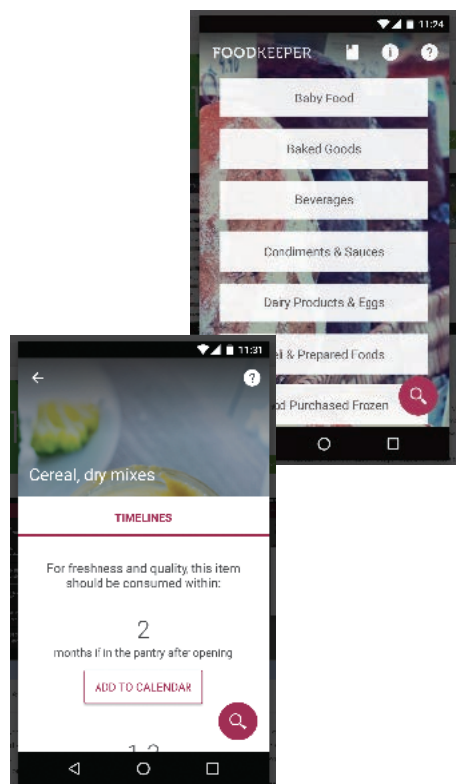 11:24
FOODKEEPER
Baby Food
Baked Goods
Beverages
Condiments & Sauces
Dairy Products & Eggs
& Prepared Foods
Purchased Frozen
11:31
Cereal, dry mixes
TIMELINES
For freshness and quality, this item
should be consumed within:
2
months if in the pantry after opening
ADD TO CALENDAR